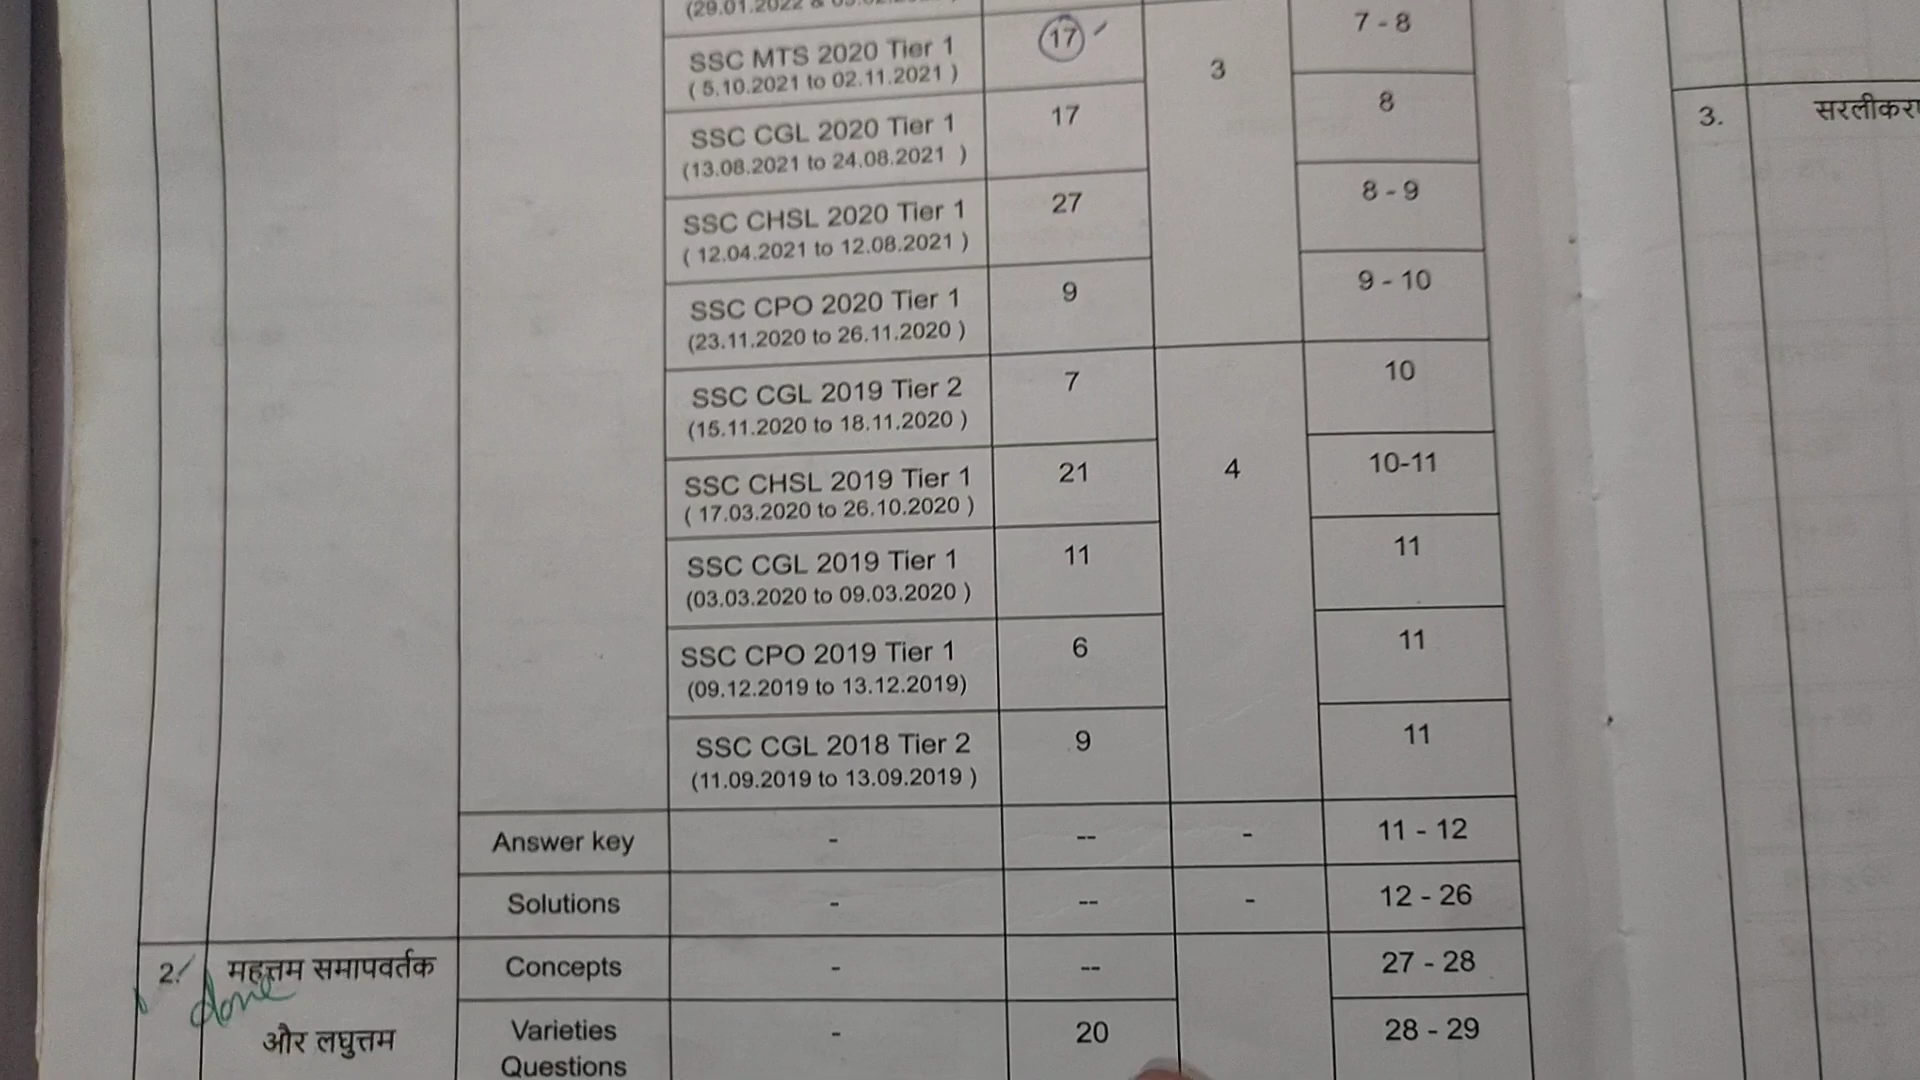 (29.01.2022 &
SSC MTS 2020 Tier 1 17 3 7 - 8
( 5.10.2021 to 02.11.2021 )
SSC CGL 2020 Tier 1 17 8
(13.08.2021 to 24.08.2021 )
SSC CHSL 2020 Tier 1 27 8 - 9
( 12.04.2021 to 12.08.2021 )
SSC CPO 2020 Tier 1 9 9 - 10
(23.11.2020 to 26.11.2020 )
SSC CGL 2019 Tier 2 7 10
(15.11.2020 to 18.11.2020 )
SSC CHSL 2019 Tier 1 21 4 10-11
( 17.03.2020 to 26.10.2020 )
SSC CGL 2019 Tier 1 11 11
(03.03.2020 to 09.03.2020 )
SSC CPO 2019 Tier 1 6 11
(09.12.2019 to 13.12.2019)
SSC CGL 2018 Tier 2 9 11
(11.09.2019 to 13.09.2019 )
Answer key - -- - 11 - 12
Solutions - -- - 12 - 26
2. महत्तम समापवर्तक Concepts - -- 27 - 28
done
और लघुत्तम Varieties - 20 28 - 29
Questions
3.